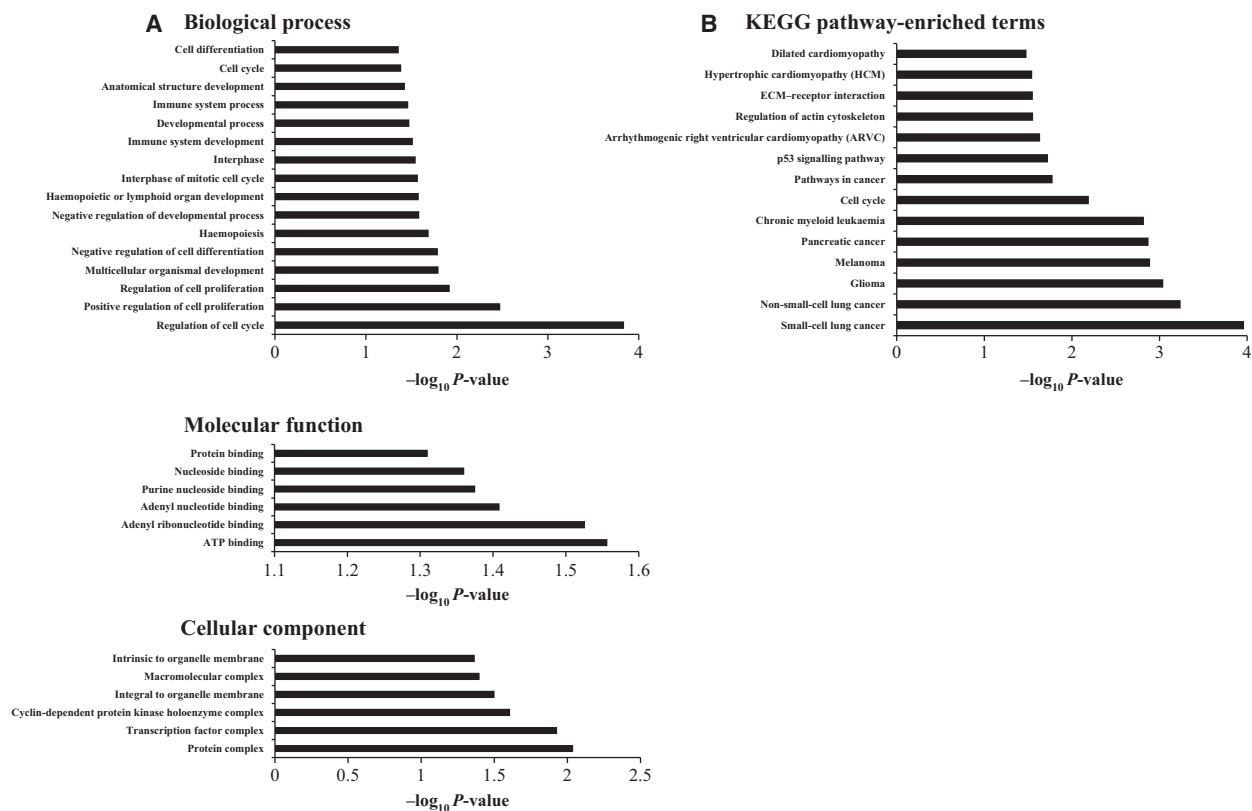 A Biological process
Cell differentiation
Cell cycle
Anatomical structure development
Immune system process
Developmental process
Immune system development
Interphase
Interphase of mitotic cell cycle
Haemopoietic or lymphoid organ development
Negative regulation of developmental process
Haemopoiesis
Negative regulation of cell differentiation
Multicellular organismal development
Regulation of cell proliferation
Positive regulation of cell proliferation
Regulation of cell cycle
0 1 2 3 4
–log10 P-value
Molecular function
Protein binding
Nucleoside binding
Purine nucleoside binding
Adenyl nucleotide binding
Adenyl ribonucleotide binding
ATP binding
1.1 1.2 1.3 1.4 1.5 1.6
–log10 P-value
Cellular component
Intrinsic to organelle membrane
Macromolecular complex
Integral to organelle membrane
Cyclin-dependent protein kinase holoenzyme complex
Transcription factor complex
Protein complex
0 0.5 1 1.5 2 2.5
–log10 P-value
B KEGG pathway-enriched terms
Dilated cardiomyopathy
Hypertrophic cardiomyopathy (HCM)
ECM–receptor interaction
Regulation of actin cytoskeleton
Arrhythmogenic right ventricular cardiomyopathy (ARVC)
p53 signalling pathway
Pathways in cancer
Cell cycle
Chronic myeloid leukaemia
Pancreatic cancer
Melanoma
Glioma
Non-small-cell lung cancer
Small-cell lung cancer
0 1 2 3 4
–log10 P-value